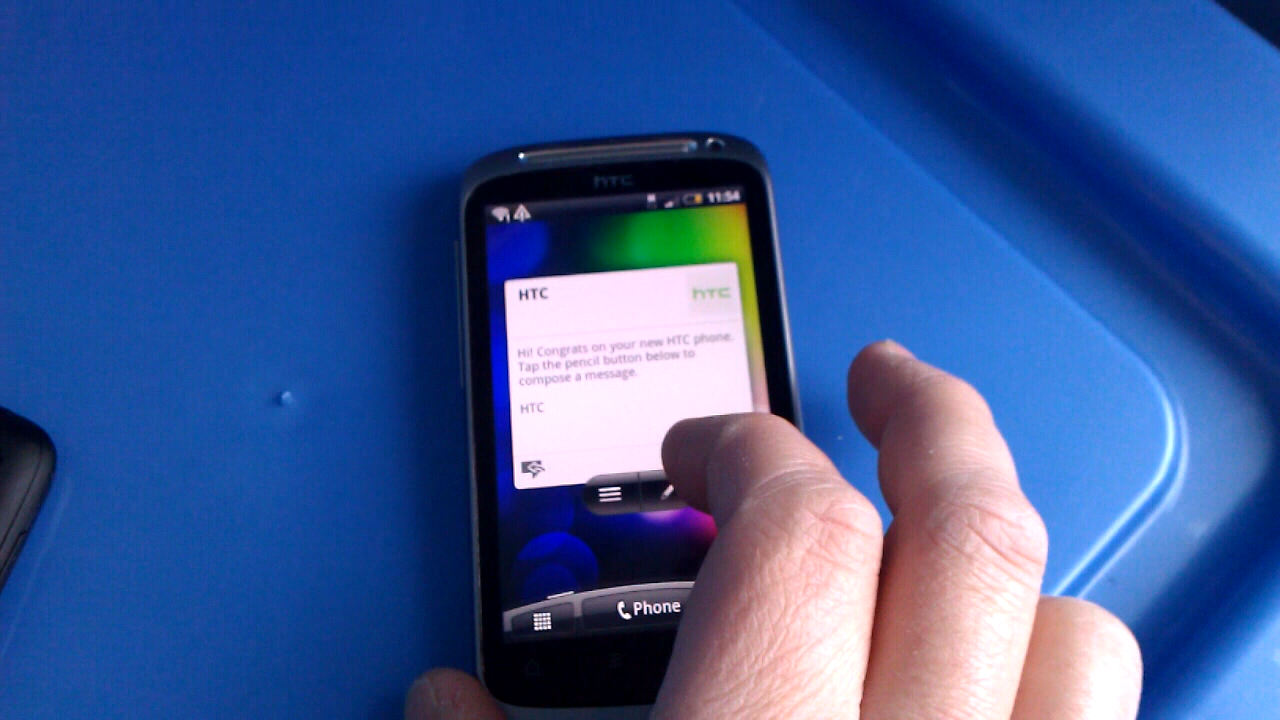 hTC
11:54
HTC
hTC
Hi! Congrats on your new HTC phone.
Tap the pencil button below to
compose a message.
HTC
Phone